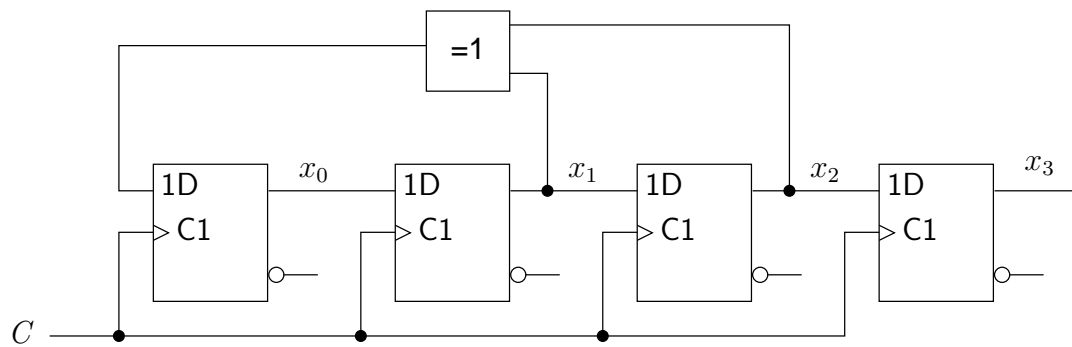 =1
x₀ x₁ x₂ x₃
1D 1D 1D 1D
C1 C1 C1 C1
C